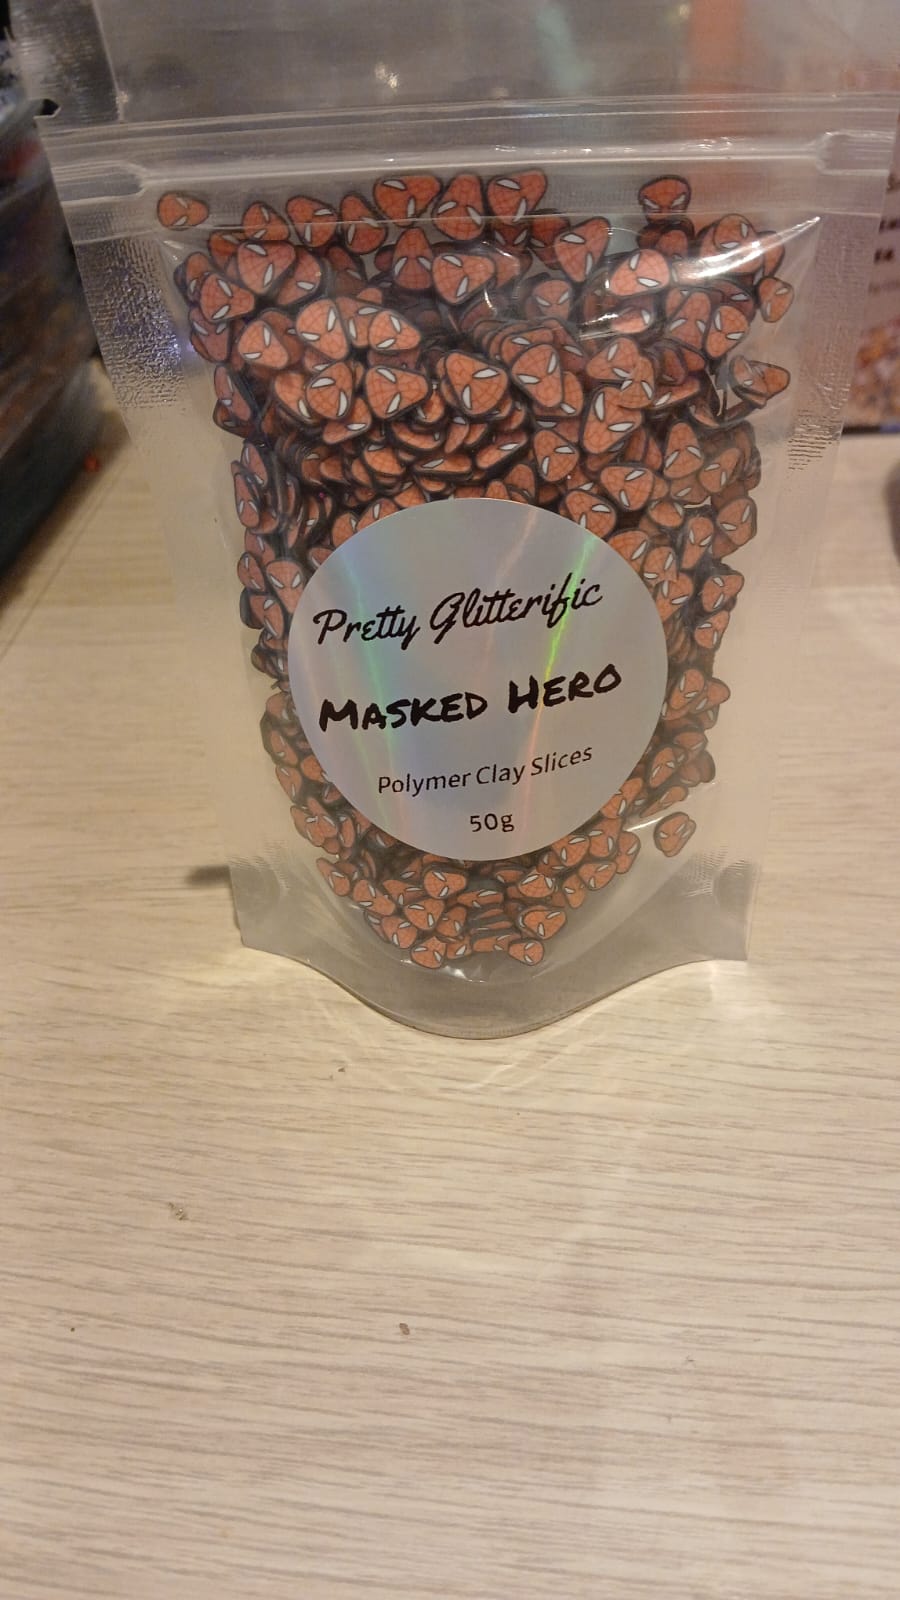 Pretty Glitterific
Masked Hero
Polymer Clay Slices
50g